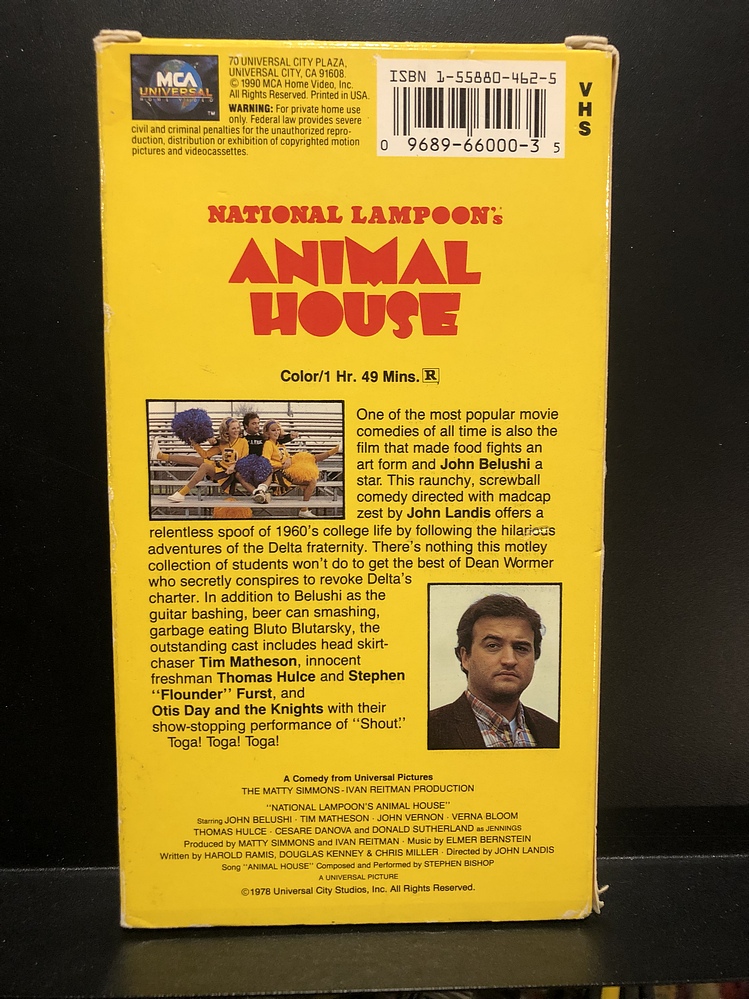 MCA
UNIVERSAL
HOME VIDEO
TM
70 UNIVERSAL CITY PLAZA,
UNIVERSAL CITY, CA 91608.
© 1990 MCA Home Video, Inc.
All Rights Reserved. Printed in USA.
WARNING: For private home use
only. Federal law provides severe
civil and criminal penalties for the unauthorized repro-
duction, distribution or exhibition of copyrighted motion
pictures and videocassettes.
ISBN 1-55880-462-5
0 9689-66000-3 5
VHS
NATIONAL LAMPOON's
ANIMAL
HOUSE
Color/1 Hr. 49 Mins. R
One of the most popular movie
comedies of all time is also the
film that made food fights an
art form and John Belushi a
star. This raunchy, screwball
comedy directed with madcap
zest by John Landis offers a
relentless spoof of 1960's college life by following the hilarious
adventures of the Delta fraternity. There's nothing this motley
collection of students won't do to get the best of Dean Wormer
who secretly conspires to revoke Delta's
charter. In addition to Belushi as the
guitar bashing, beer can smashing,
garbage eating Bluto Blutarsky, the
outstanding cast includes head skirt-
chaser Tim Matheson, innocent
freshman Thomas Hulce and Stephen
"Flounder" Furst, and
Otis Day and the Knights with their
show-stopping performance of "Shout."
Toga! Toga! Toga!
A Comedy from Universal Pictures
THE MATTY SIMMONS-IVAN REITMAN PRODUCTION
"NATIONAL LAMPOON'S ANIMAL HOUSE"
Starring JOHN BELUSHI · TIM MATHESON · JOHN VERNON · VERNA BLOOM
THOMAS HULCE · CESARE DANOVA and DONALD SUTHERLAND as JENNINGS
Produced by MATTY SIMMONS and IVAN REITMAN · Music by ELMER BERNSTEIN
Written by HAROLD RAMIS, DOUGLAS KENNEY & CHRIS MILLER · Directed by JOHN LANDIS
Song "ANIMAL HOUSE" Composed and Performed by STEPHEN BISHOP
A UNIVERSAL PICTURE
©1978 Universal City Studios, Inc. All Rights Reserved.